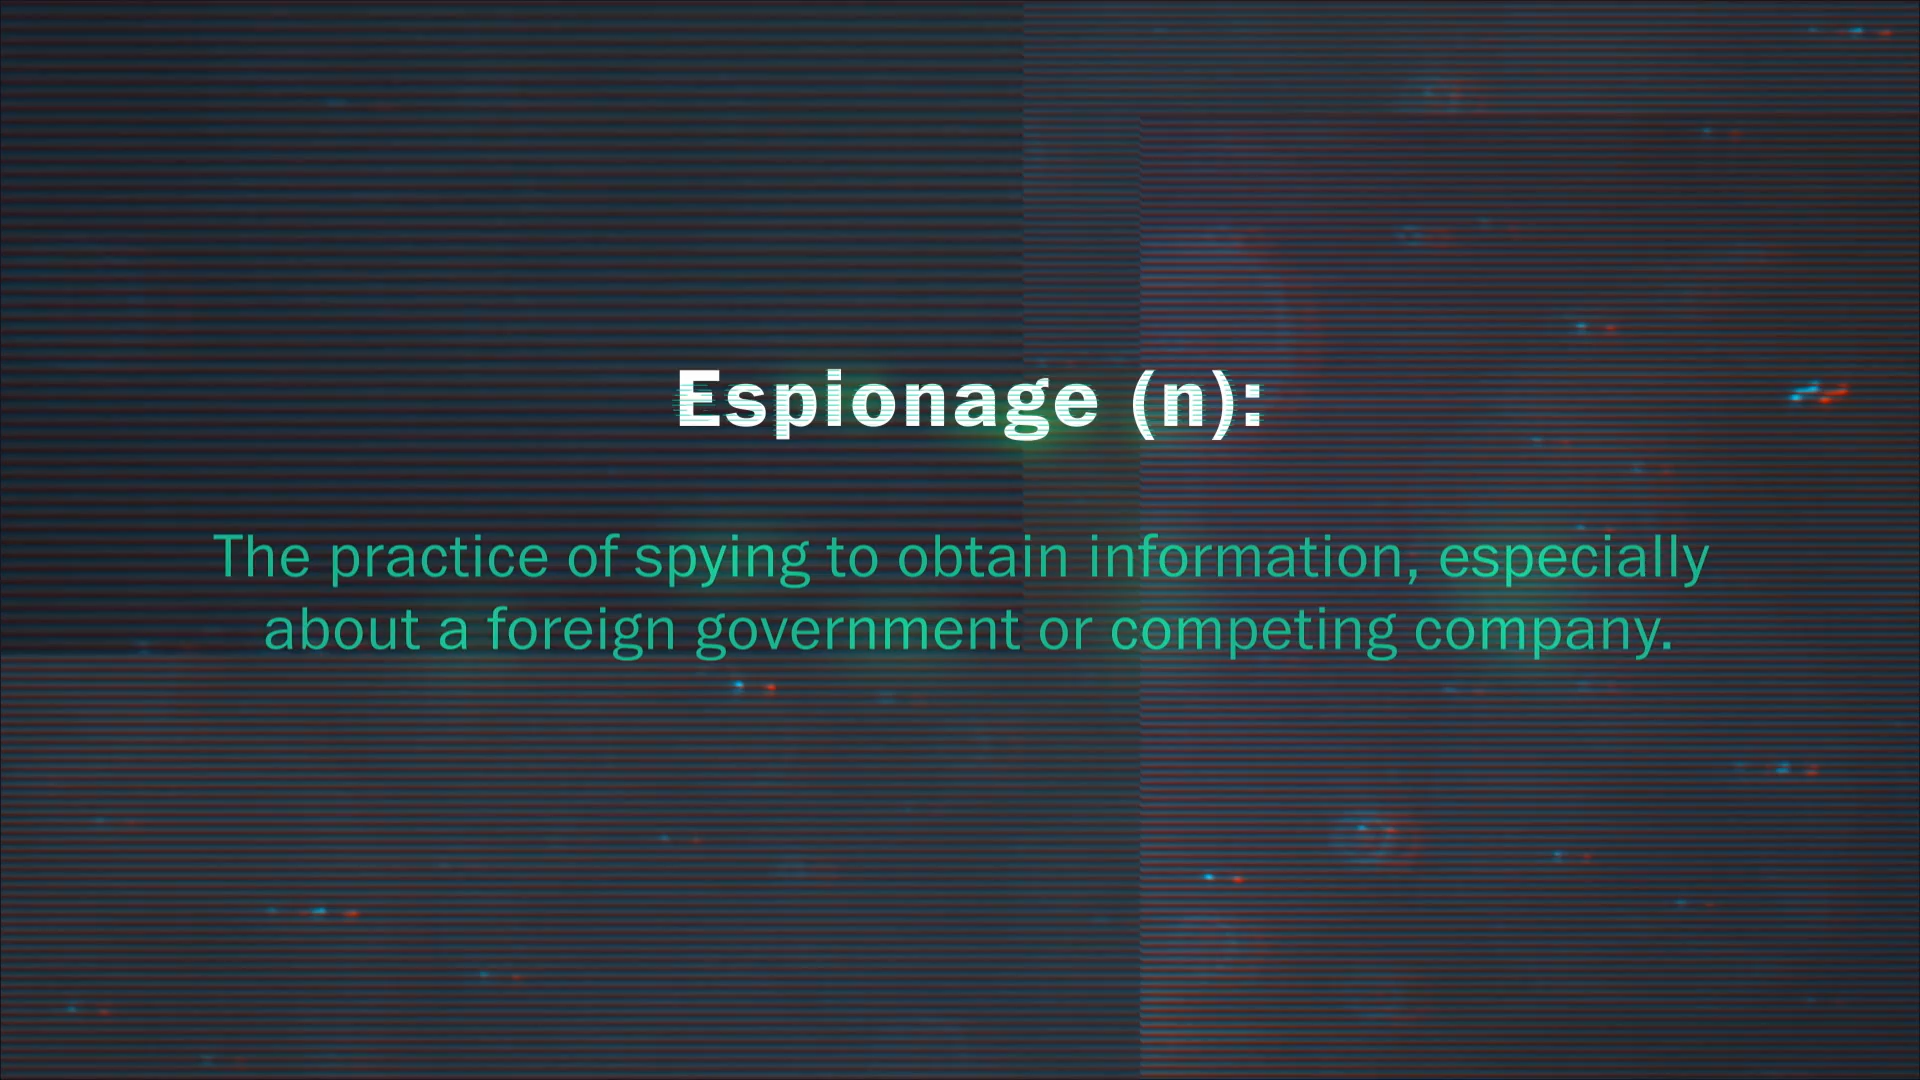 Espionage (n):
The practice of spying to obtain information, especially
about a foreign government or competing company.